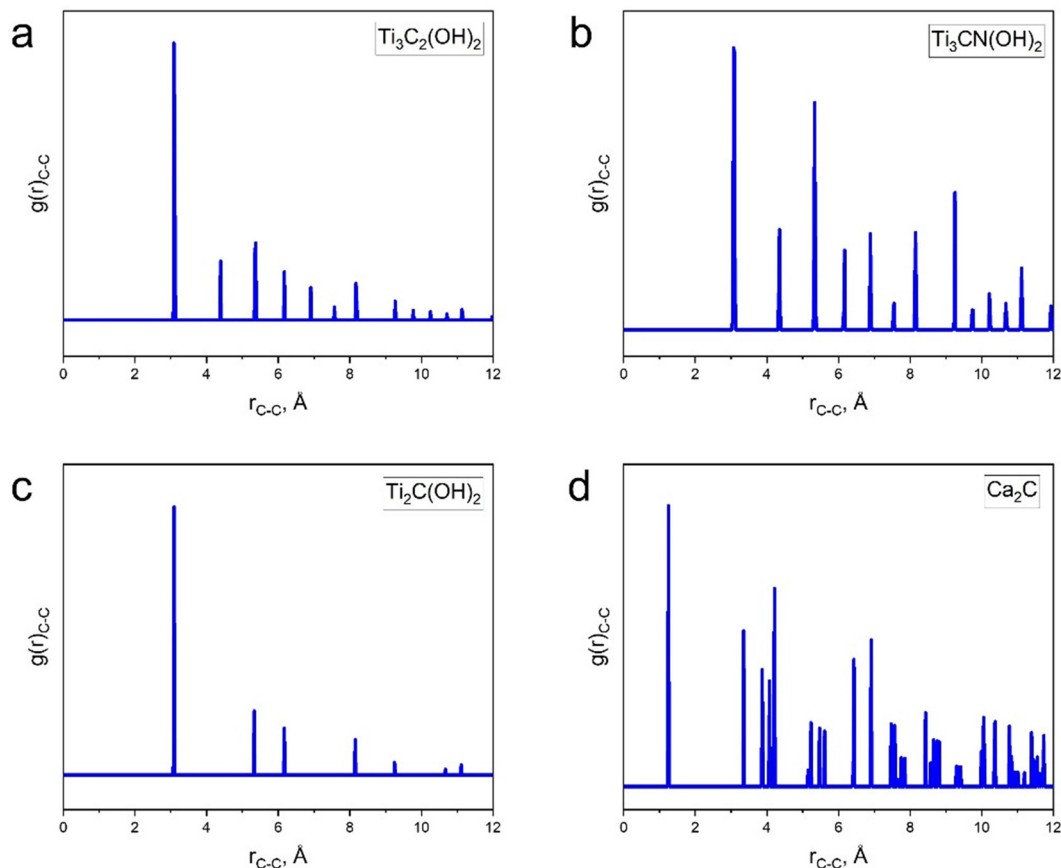 a
Ti₃C₂(OH)₂
g(r)C-C
0 2 4 6 8 10 12
rC-C, Å
b
Ti₃CN(OH)₂
g(r)C-C
0 2 4 6 8 10 12
rC-C, Å
c
Ti₂C(OH)₂
g(r)C-C
0 2 4 6 8 10 12
rC-C, Å
d
Ca₂C
g(r)C-C
0 2 4 6 8 10 12
rC-C, Å